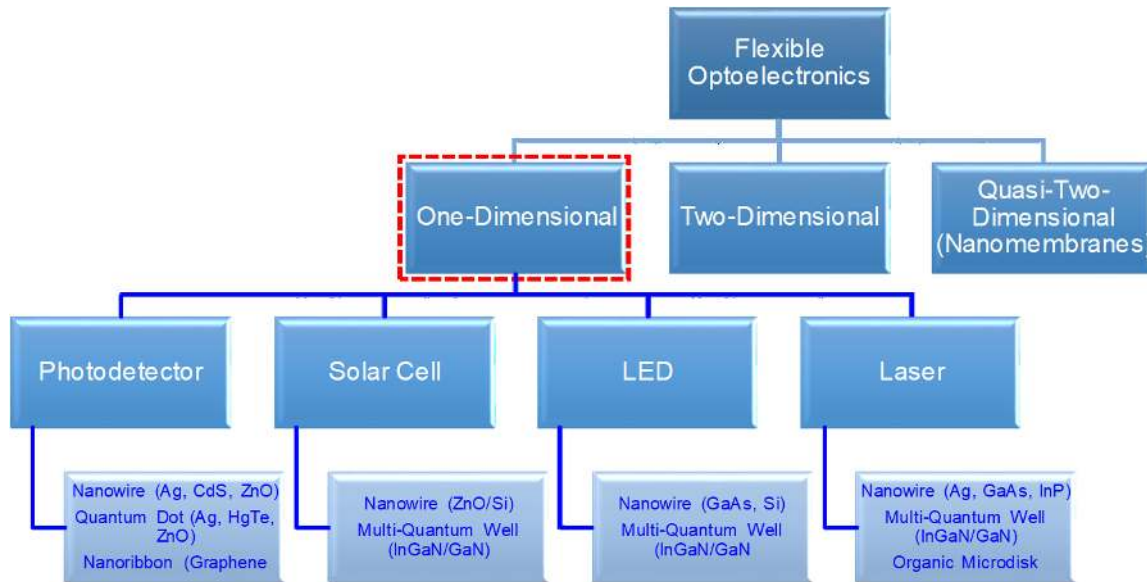 Flexible
Optoelectronics
One-Dimensional
Two-Dimensional
Quasi-Two-
Dimensional
(Nanomembranes)
Photodetector
Solar Cell
LED
Laser
Nanowire (Ag, CdS, ZnO)
Quantum Dot (Ag, HgTe,
ZnO)
Nanoribbon (Graphene
Nanowire (ZnO/Si)
Multi-Quantum Well
(InGaN/GaN)
Nanowire (GaAs, Si)
Multi-Quantum Well
(InGaN/GaN
Nanowire (Ag, GaAs, InP)
Multi-Quantum Well
(InGaN/GaN)
Organic Microdisk